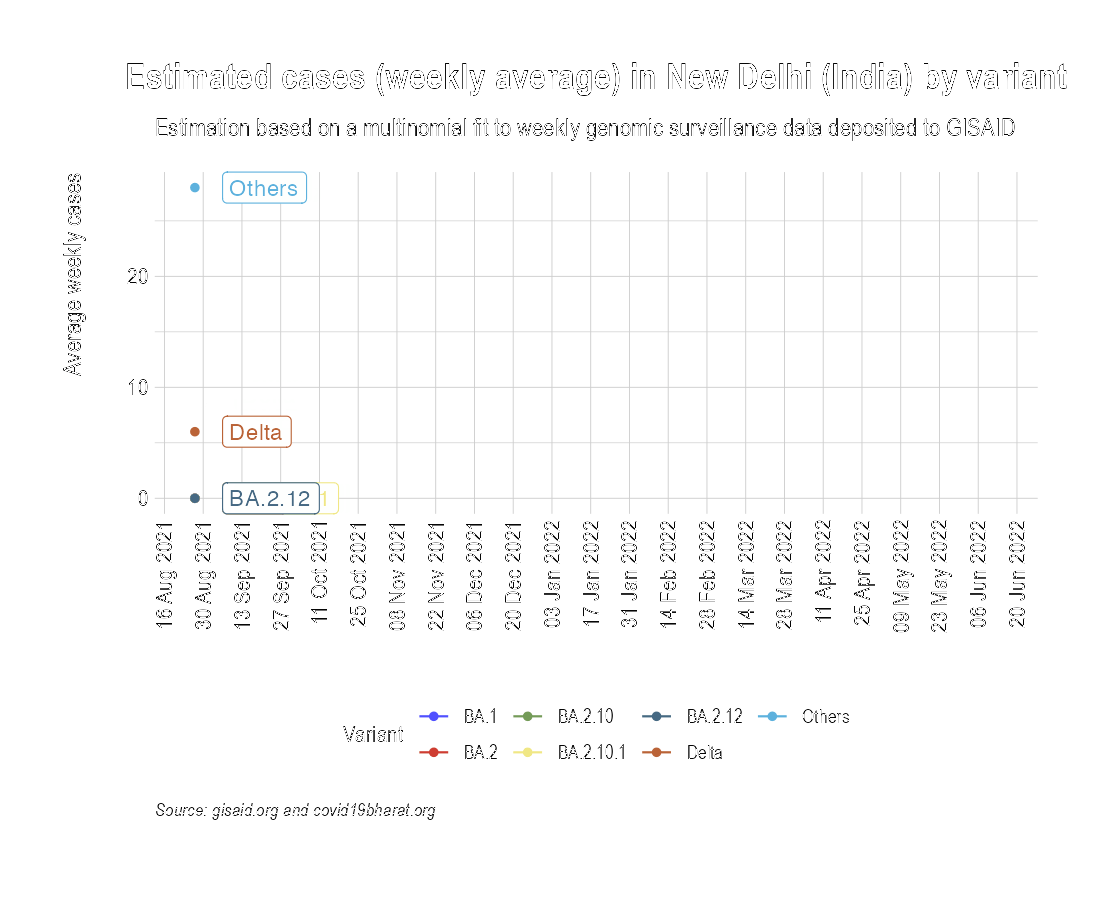 Estimated cases (weekly average) in New Delhi (India) by variant
Estimation based on a multinomial fit to weekly genomic surveillance data deposited to GISAID
Average weekly cases
20
10
0
Others
Delta
BA.2.12
1
16 Aug 2021
30 Aug 2021
13 Sep 2021
27 Sep 2021
11 Oct 2021
25 Oct 2021
08 Nov 2021
22 Nov 2021
06 Dec 2021
20 Dec 2021
03 Jan 2022
17 Jan 2022
31 Jan 2022
14 Feb 2022
28 Feb 2022
14 Mar 2022
28 Mar 2022
11 Apr 2022
25 Apr 2022
09 May 2022
23 May 2022
06 Jun 2022
20 Jun 2022
Variant
BA.1
BA.2.10
BA.2.12
Others
BA.2
BA.2.10.1
Delta
Source: gisaid.org and covid19bharat.org